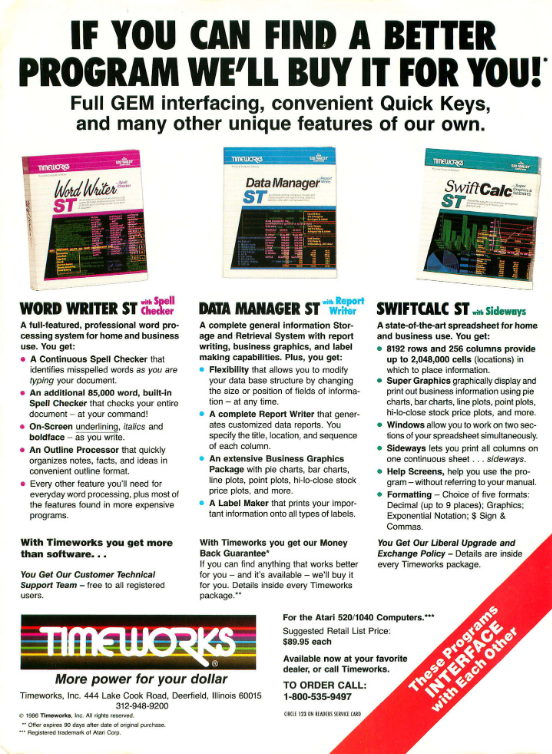 IF YOU CAN FIND A BETTER
PROGRAM WE'LL BUY IT FOR YOU!*
Full GEM interfacing, convenient Quick Keys,
and many other unique features of our own.
TIMEWORKS
Word Writer
with Spell
Checker
ST
TIMEWORKS
Data Manager
ST
TIMEWORKS
SwiftCalc
ST
WORD WRITER ST with Spell
Checker
A full-featured, professional word pro-
cessing system for home and business
use. You get:
• A Continuous Spell Checker that
identifies misspelled words as you are
typing your document.
• An additional 85,000 word, built-in
Spell Checker that checks your entire
document – at your command!
• On-Screen underlining, italics and
boldface – as you write.
• An Outline Processor that quickly
organizes notes, facts, and ideas in
convenient outline format.
• Every other feature you'll need for
everyday word processing, plus most of
the features found in more expensive
programs.
With Timeworks you get more
than software. . .
You Get Our Customer Technical
Support Team – free to all registered
users.
DATA MANAGER ST with Report
Writer
A complete general information Stor-
age and Retrieval System with report
writing, business graphics, and label
making capabilities. Plus, you get:
• Flexibility that allows you to modify
your data base structure by changing
the size or position of fields of informa-
tion – at any time.
• A complete Report Writer that gener-
ates customized data reports. You
specify the title, location, and sequence
of each column.
• An extensive Business Graphics
Package with pie charts, bar charts,
line plots, point plots, hi-lo-close stock
price plots, and more.
• A Label Maker that prints your impor-
tant information onto all types of labels.
With Timeworks you get our Money
Back Guarantee*
If you can find anything that works better
for you – and it's available – we'll buy it
for you. Details inside every Timeworks
package.**
SWIFTCALC ST with Sideways
A state-of-the-art spreadsheet for home
and business use. You get:
• 8192 rows and 256 columns provide
up to 2,048,000 cells (locations) in
which to place information.
• Super Graphics graphically display and
print out business information using pie
charts, bar charts, line plots, point plots,
hi-lo-close stock price plots, and more.
• Windows allow you to work on two sec-
tions of your spreadsheet simultaneously.
• Sideways lets you print all columns on
one continuous sheet . . . sideways.
• Help Screens, help you use the pro-
gram – without referring to your manual.
• Formatting – Choice of five formats:
Decimal (up to 9 places); Graphics;
Exponential Notation; $ Sign &
Commas.
You Get Our Liberal Upgrade and
Exchange Policy – Details are inside
every Timeworks package.
TIMEWORKS®
More power for your dollar
Timeworks, Inc. 444 Lake Cook Road, Deerfield, Illinois 60015
312-948-9200
© 1986 Timeworks, Inc. All rights reserved.
** Offer expires 90 days after date of original purchase.
*** Registered trademark of Atari Corp.
For the Atari 520/1040 Computers.***
Suggested Retail List Price:
$89.95 each
Available now at your favorite
dealer, or call Timeworks.
TO ORDER CALL:
1-800-535-9497
CIRCLE 123 ON READERS SERVICE CARD
These Programs
INTERFACE
with Each Other